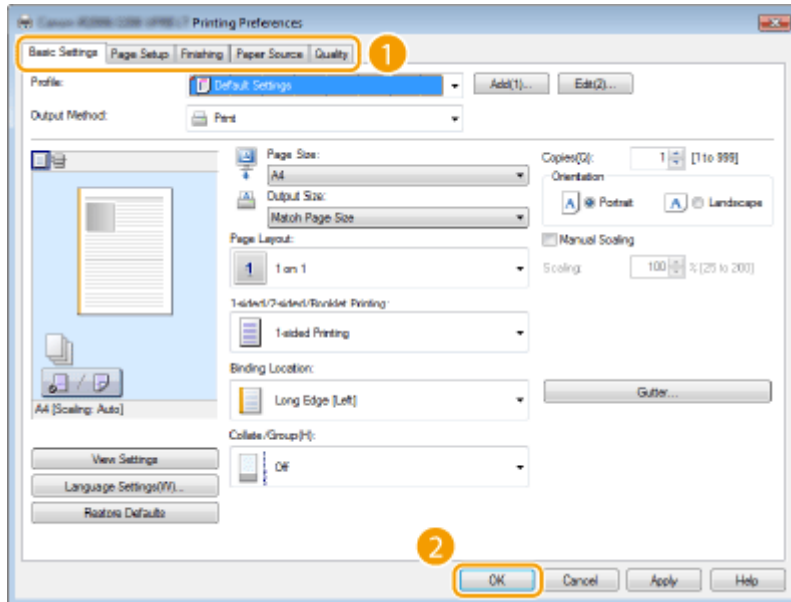 Printing Preferences
Basic Settings Page Setup Finishing Paper Source Quality
1
Profile: Default Settings Add(1)... Edit(2)...
Output Method: Print
Page Size:
A4
Output Size:
Match Page Size
Copies(Q): 1 [1 to 999]
Orientation
A Portrait A Landscape
Page Layout:
1 1 on 1
Manual Scaling
Scaling: 100 % [25 to 200]
1-sided/2-sided/Booklet Printing:
1-sided Printing
Binding Location:
Long Edge [Left]
Gutter...
A4 [Scaling: Auto]
Collate/Group(H):
Off
View Settings
Language Settings(W)...
Restore Defaults
2
OK Cancel Apply Help